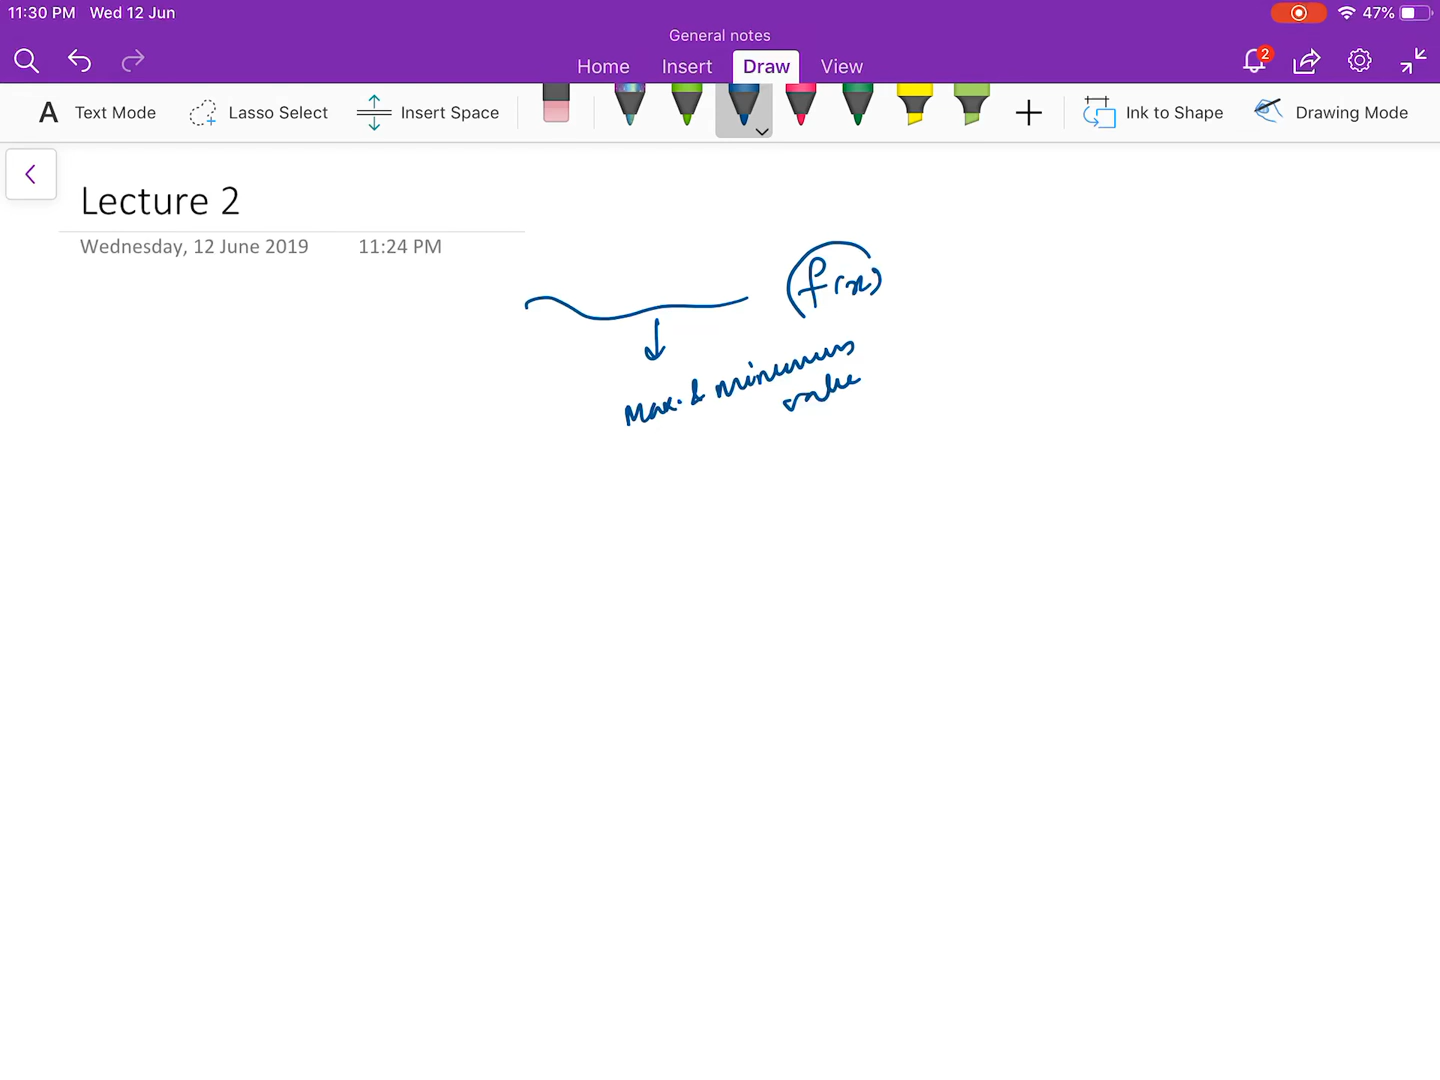 11:30 PM Wed 12 Jun 47%
General notes
Home Insert Draw View 2
A Text Mode Lasso Select Insert Space Ink to Shape Drawing Mode
Lecture 2
Wednesday, 12 June 2019 11:24 PM
f(x)
Max. & minimum
value